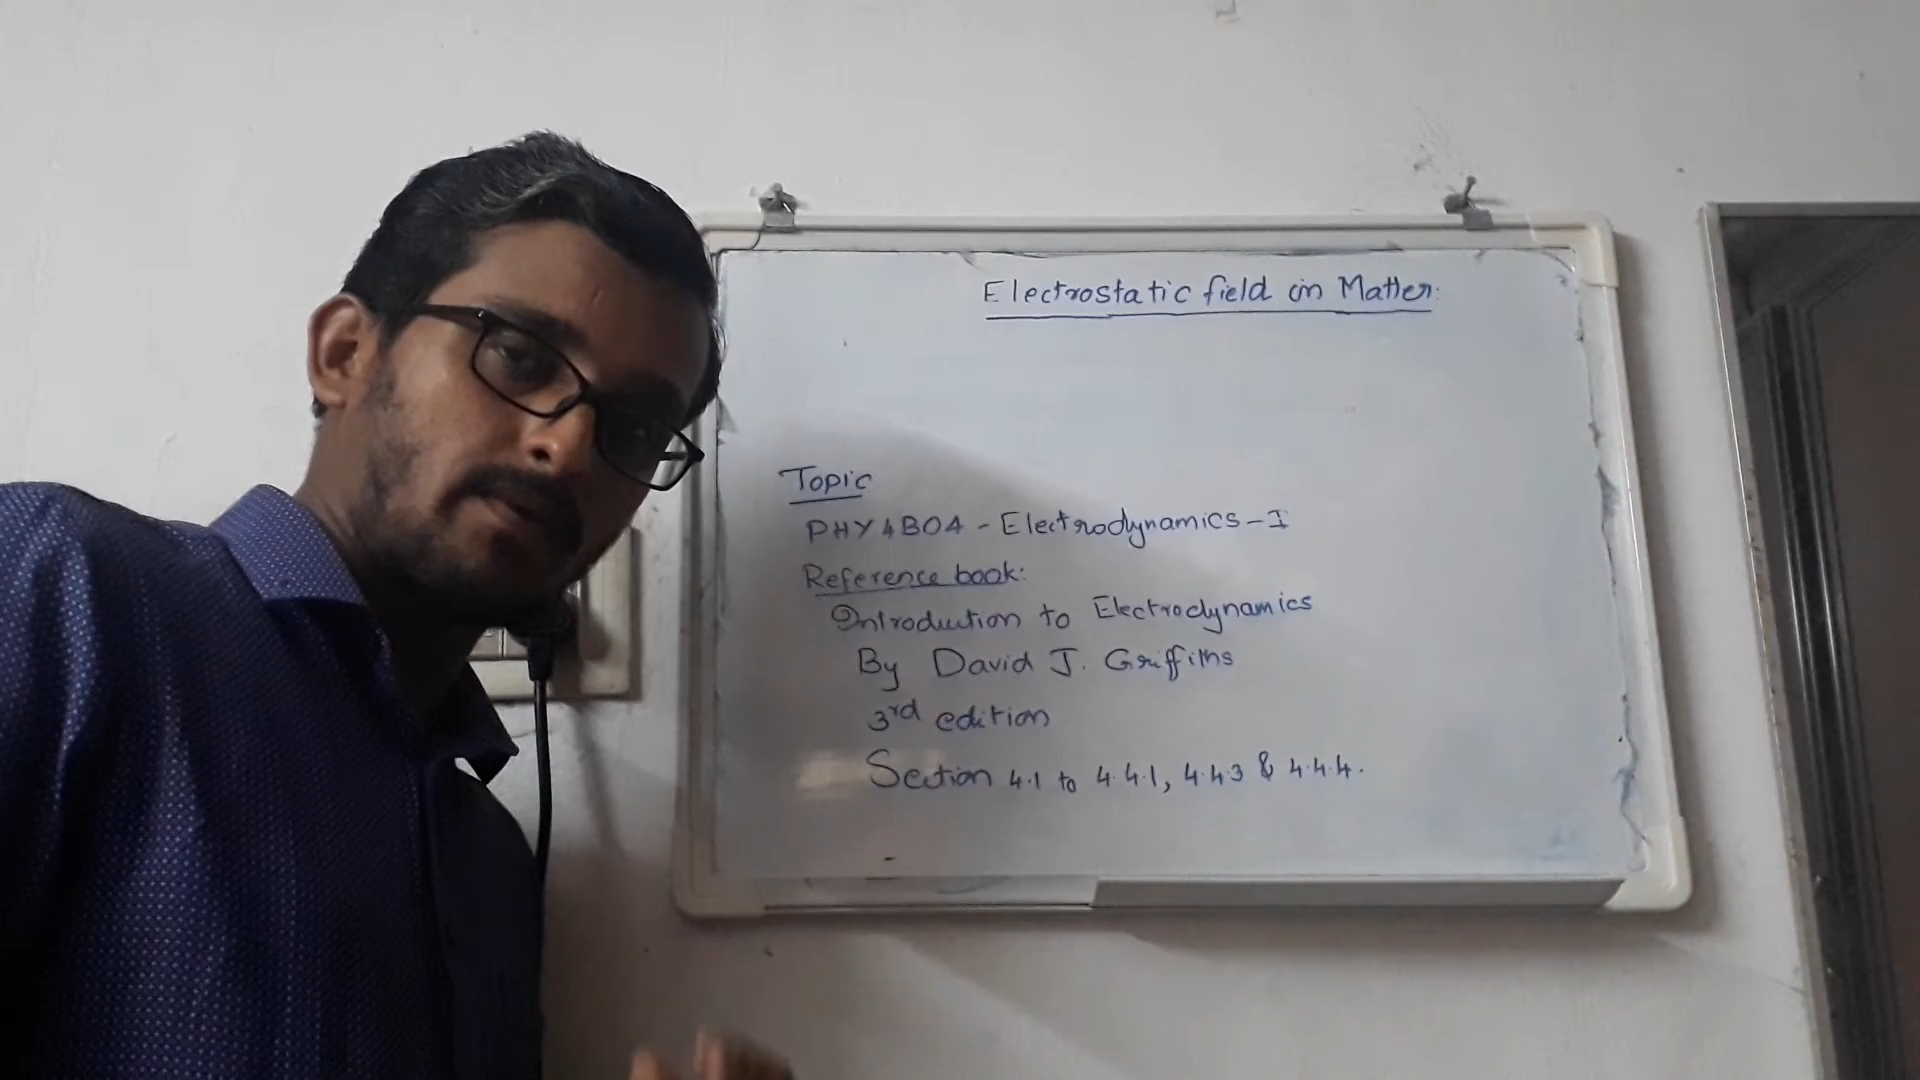 Electrostatic field in Matter:
Topic
PHY4B04 - Electrodynamics - I
Reference book:
Introduction to Electrodynamics
By David J. Griffiths
3rd edition
Section 4.1 to 4.4.1, 4.4.3 & 4.4.4.